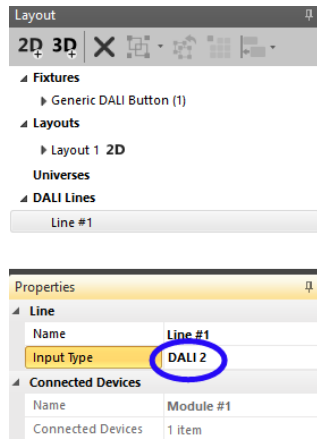 Layout
2D 3D
Fixtures
Generic DALI Button (1)
Layouts
Layout 1 2D
Universes
DALI Lines
Line #1
Properties
Line
Name Line #1
Input Type DALI 2
Connected Devices
Name Module #1
Connected Devices 1 item